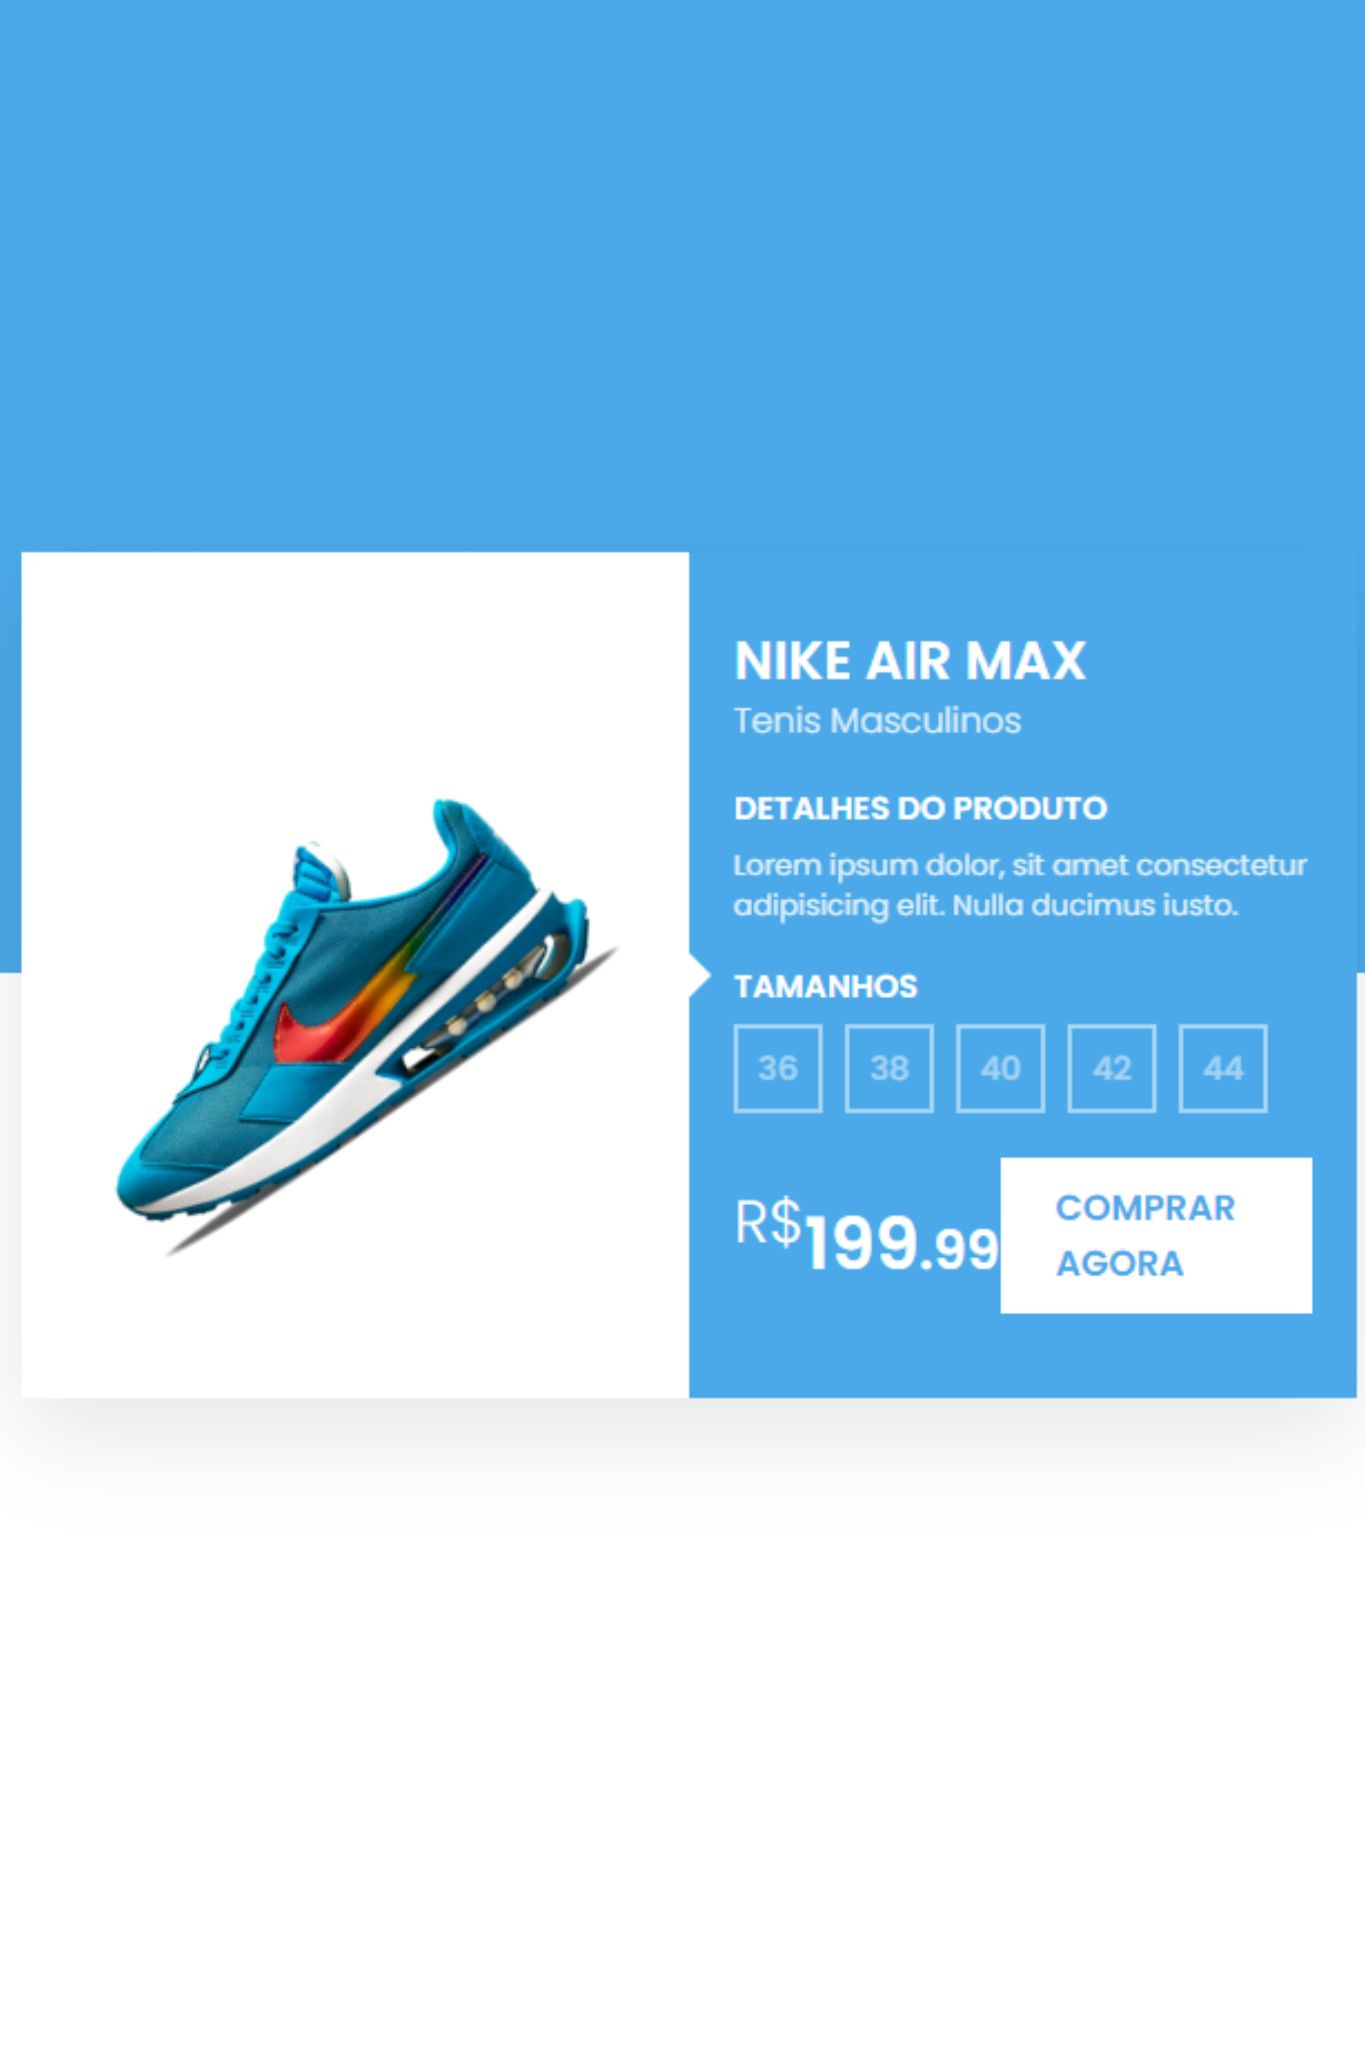 NIKE AIR MAX
Tenis Masculinos
DETALHES DO PRODUTO
Lorem ipsum dolor, sit amet consectetur
adipisicing elit. Nulla ducimus iusto.
TAMANHOS
36 38 40 42 44
R$199.99
COMPRAR
AGORA